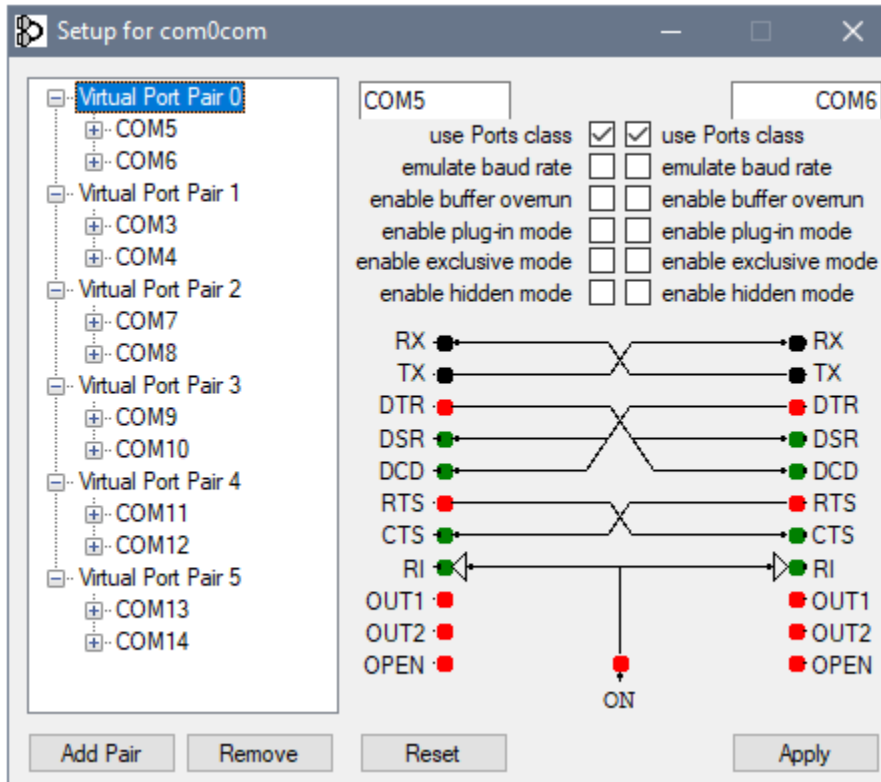 Setup for com0com
Virtual Port Pair 0
COM5
COM6
Virtual Port Pair 1
COM3
COM4
Virtual Port Pair 2
COM7
COM8
Virtual Port Pair 3
COM9
COM10
Virtual Port Pair 4
COM11
COM12
Virtual Port Pair 5
COM13
COM14
COM5 COM6
use Ports class use Ports class
emulate baud rate emulate baud rate
enable buffer overrun enable buffer overrun
enable plug-in mode enable plug-in mode
enable exclusive mode enable exclusive mode
enable hidden mode enable hidden mode
RX RX
TX TX
DTR DTR
DSR DSR
DCD DCD
RTS RTS
CTS CTS
RI RI
OUT1 OUT1
OUT2 OUT2
OPEN OPEN
ON
Add Pair Remove Reset Apply